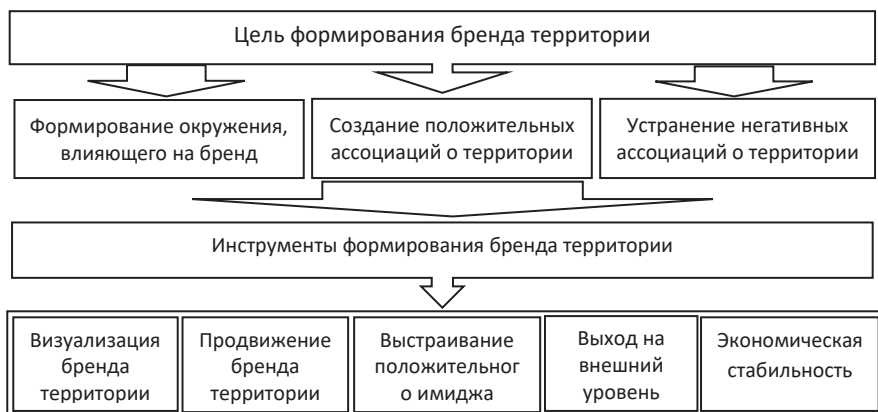 Цель формирования бренда территории
Формирование окружения,
влияющего на бренд
Создание положительных
ассоциаций о территории
Устранение негативных
ассоциаций о территории
Инструменты формирования бренда территории
Визуализация
бренда
территории
Продвижение
бренда
территории
Выстраивание
положительног
о имиджа
Выход на
внешний
уровень
Экономическая
стабильность